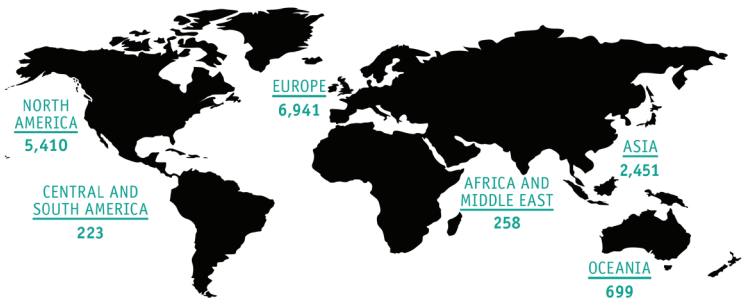 NORTH
AMERICA
5,410
EUROPE
6,941
ASIA
2,451
CENTRAL AND
SOUTH AMERICA
223
AFRICA AND
MIDDLE EAST
258
OCEANIA
699